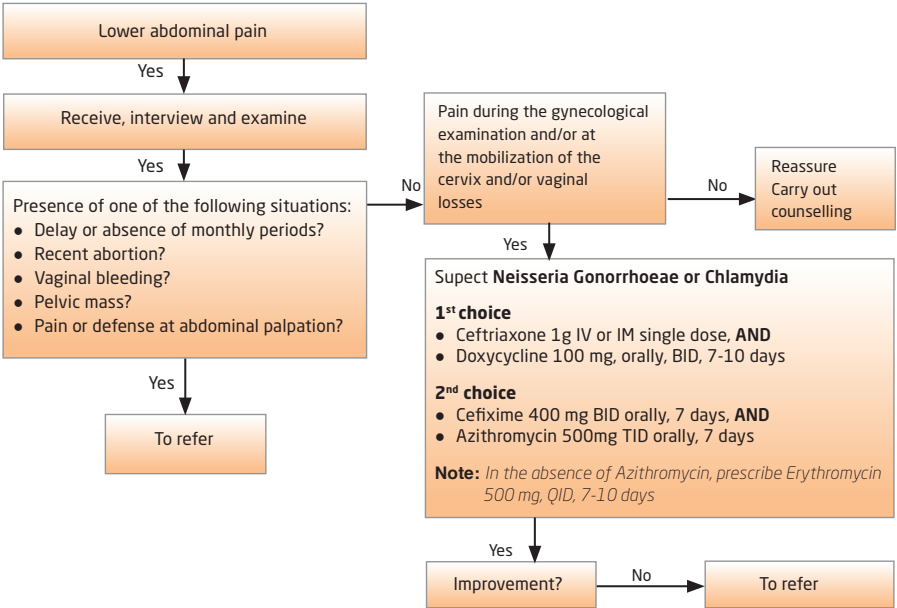 Lower abdominal pain
Yes
Receive, interview and examine
Yes
Presence of one of the following situations:
● Delay or absence of monthly periods?
● Recent abortion?
● Vaginal bleeding?
● Pelvic mass?
● Pain or defense at abdominal palpation?
Yes
To refer
No
Pain during the gynecological
examination and/or at
the mobilization of the
cervix and/or vaginal
losses
No
Reassure
Carry out
counselling
Yes
Supect Neisseria Gonorrhoeae or Chlamydia
1st choice
● Ceftriaxone 1g IV or IM single dose, AND
● Doxycycline 100 mg, orally, BID, 7-10 days
2nd choice
● Cefixime 400 mg BID orally, 7 days, AND
● Azithromycin 500mg TID orally, 7 days
Note: In the absence of Azithromycin, prescribe Erythromycin
500 mg, QID, 7-10 days
Yes
Improvement?
No
To refer